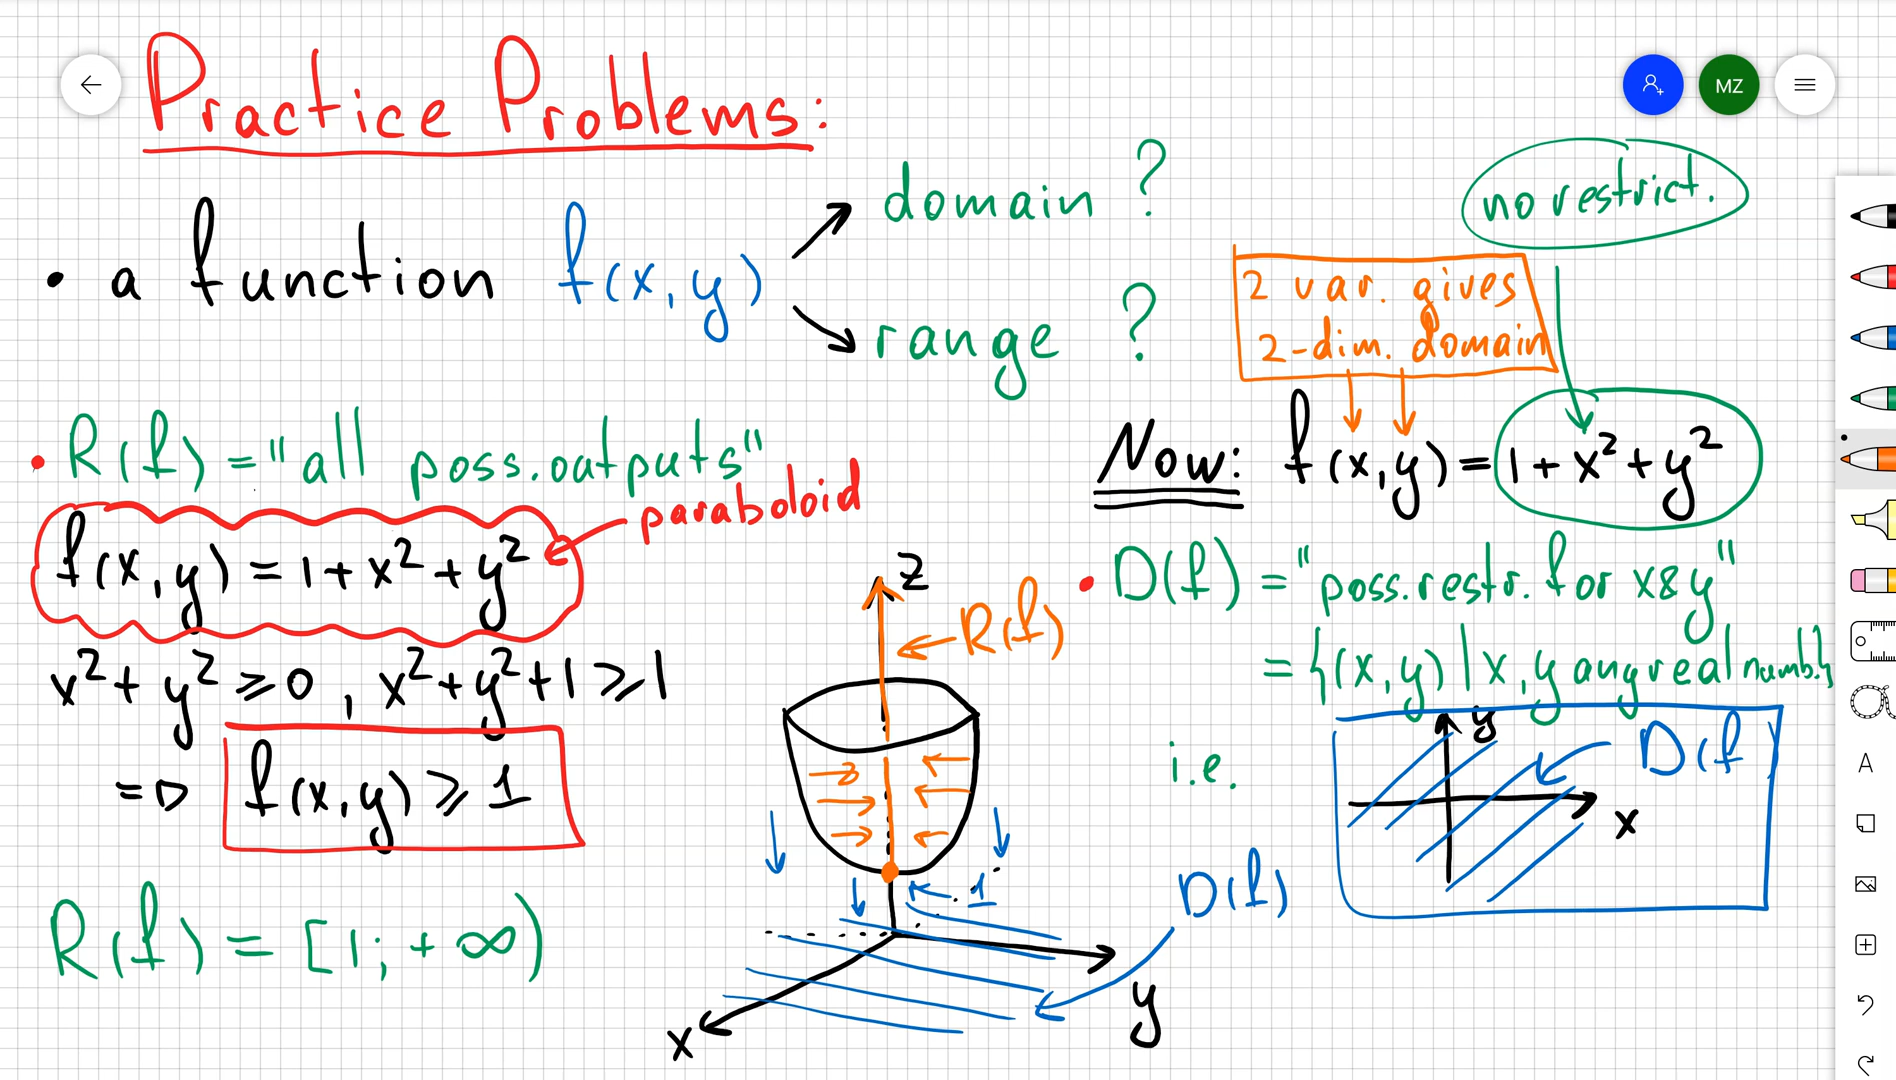 Practice Problems:
MZ
• a function f(x,y)
domain ?
range ?
no restrict.
2 var. gives
2-dim. domain
Now: f(x,y) = 1+x²+y²
• R(f) = "all poss. outputs"
paraboloid
f(x,y) = 1+x²+y²
x²+y² ⩾ 0, x²+y²+1 ⩾ 1
=> f(x,y) ⩾ 1
R(f) = [1; +∞)
z
R(f)
1
D(f)
y
x
• D(f) = "poss. restr. for x&y"
= {(x,y) | x,y any real numb.}
i.e.
y
D(f
x
A